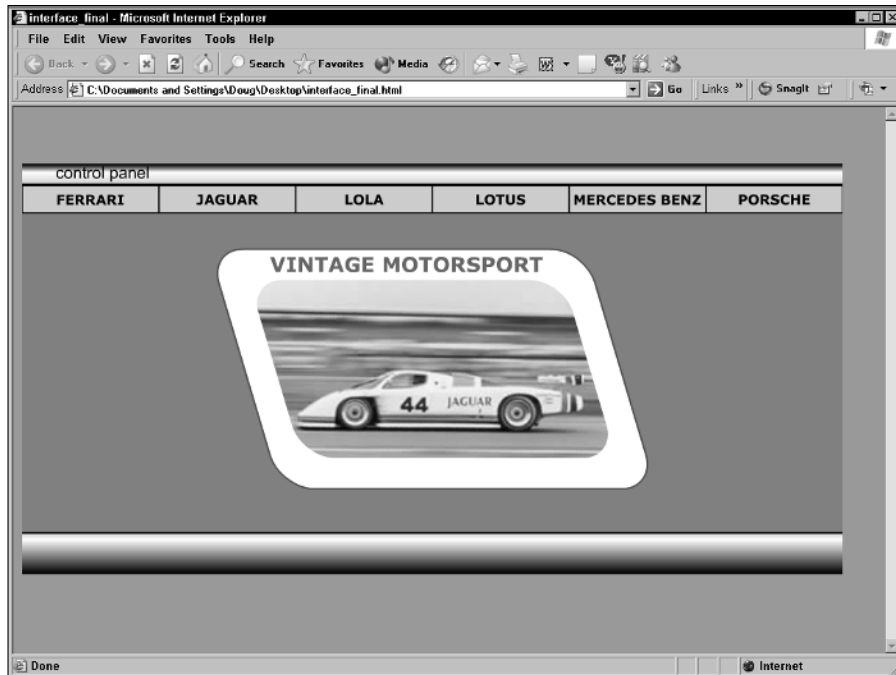 interface_final - Microsoft Internet Explorer
File Edit View Favorites Tools Help
Back Search Favorites Media
Address C:\Documents and Settings\Doug\Desktop\interface_final.html Go Links » SnagIt
control panel
FERRARI JAGUAR LOLA LOTUS MERCEDES BENZ PORSCHE
VINTAGE MOTORSPORT
44 JAGUAR
Done Internet